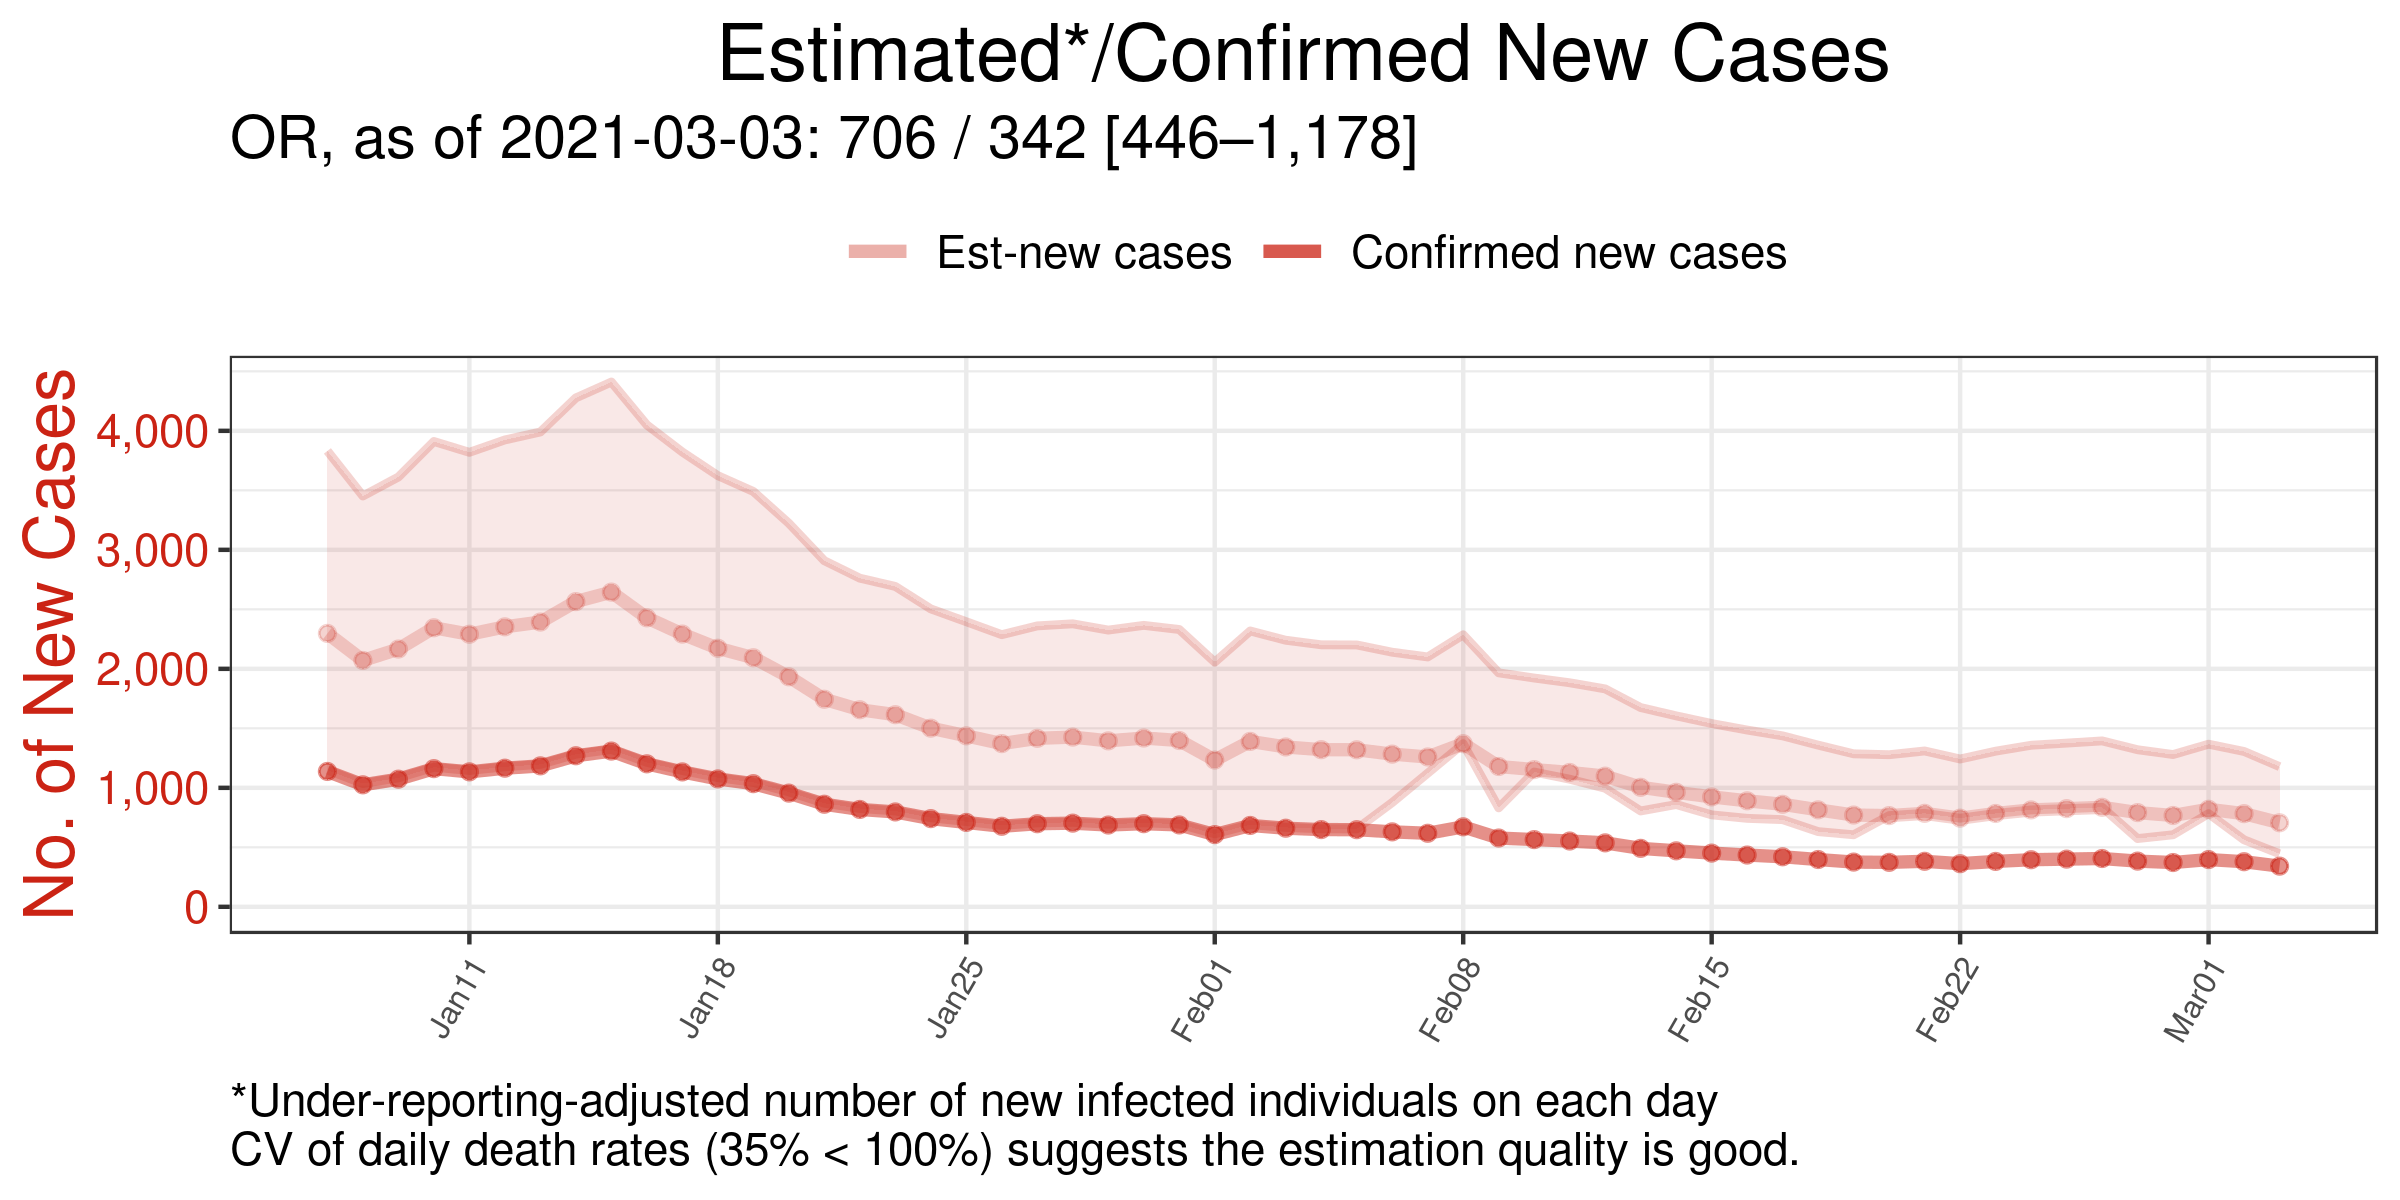 Estimated*/Confirmed New Cases
OR, as of 2021-03-03: 706 / 342 [446–1,178]
Est-new cases Confirmed new cases
No. of New Cases
4,000
3,000
2,000
1,000
0
Jan11 Jan18 Jan25 Feb01 Feb08 Feb15 Feb22 Mar01
*Under-reporting-adjusted number of new infected individuals on each day
CV of daily death rates (35% < 100%) suggests the estimation quality is good.